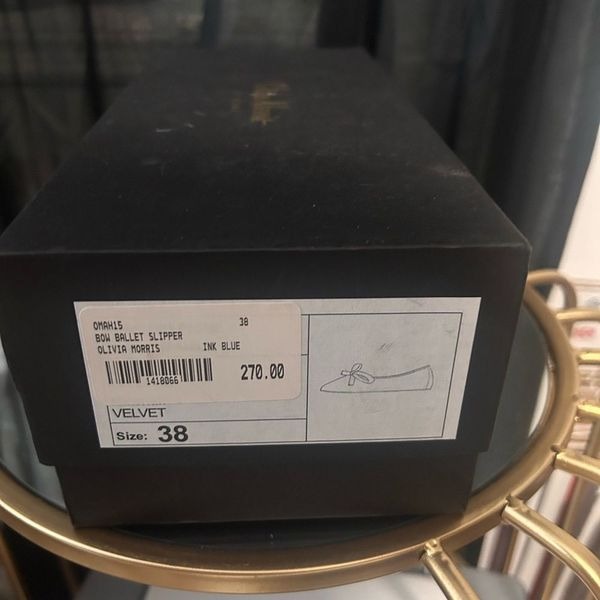 OMAH15 38
BOW BALLET SLIPPER
OLIVIA MORRIS INK BLUE
1418066 270.00
VELVET
Size: 38